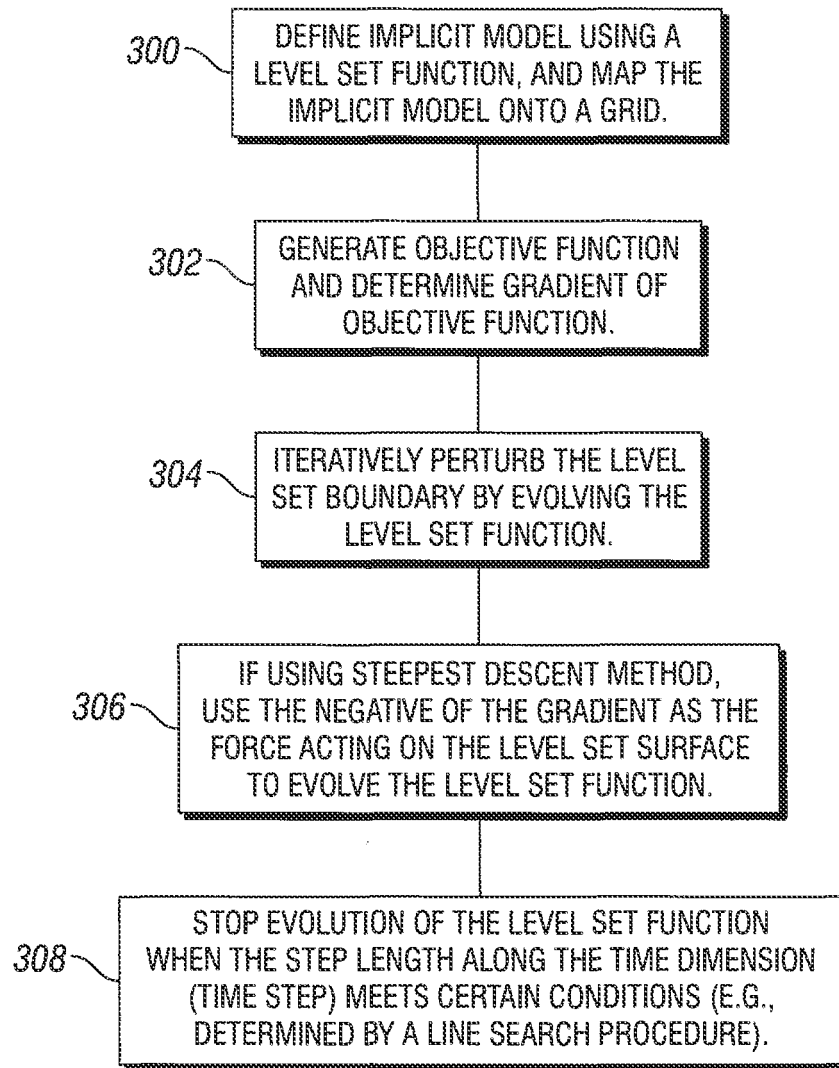 300
DEFINE IMPLICIT MODEL USING A
LEVEL SET FUNCTION, AND MAP THE
IMPLICIT MODEL ONTO A GRID.
302
GENERATE OBJECTIVE FUNCTION
AND DETERMINE GRADIENT OF
OBJECTIVE FUNCTION.
304
ITERATIVELY PERTURB THE LEVEL
SET BOUNDARY BY EVOLVING THE
LEVEL SET FUNCTION.
306
IF USING STEEPEST DESCENT METHOD,
USE THE NEGATIVE OF THE GRADIENT AS THE
FORCE ACTING ON THE LEVEL SET SURFACE
TO EVOLVE THE LEVEL SET FUNCTION.
308
STOP EVOLUTION OF THE LEVEL SET FUNCTION
WHEN THE STEP LENGTH ALONG THE TIME DIMENSION
(TIME STEP) MEETS CERTAIN CONDITIONS (E.G.,
DETERMINED BY A LINE SEARCH PROCEDURE).